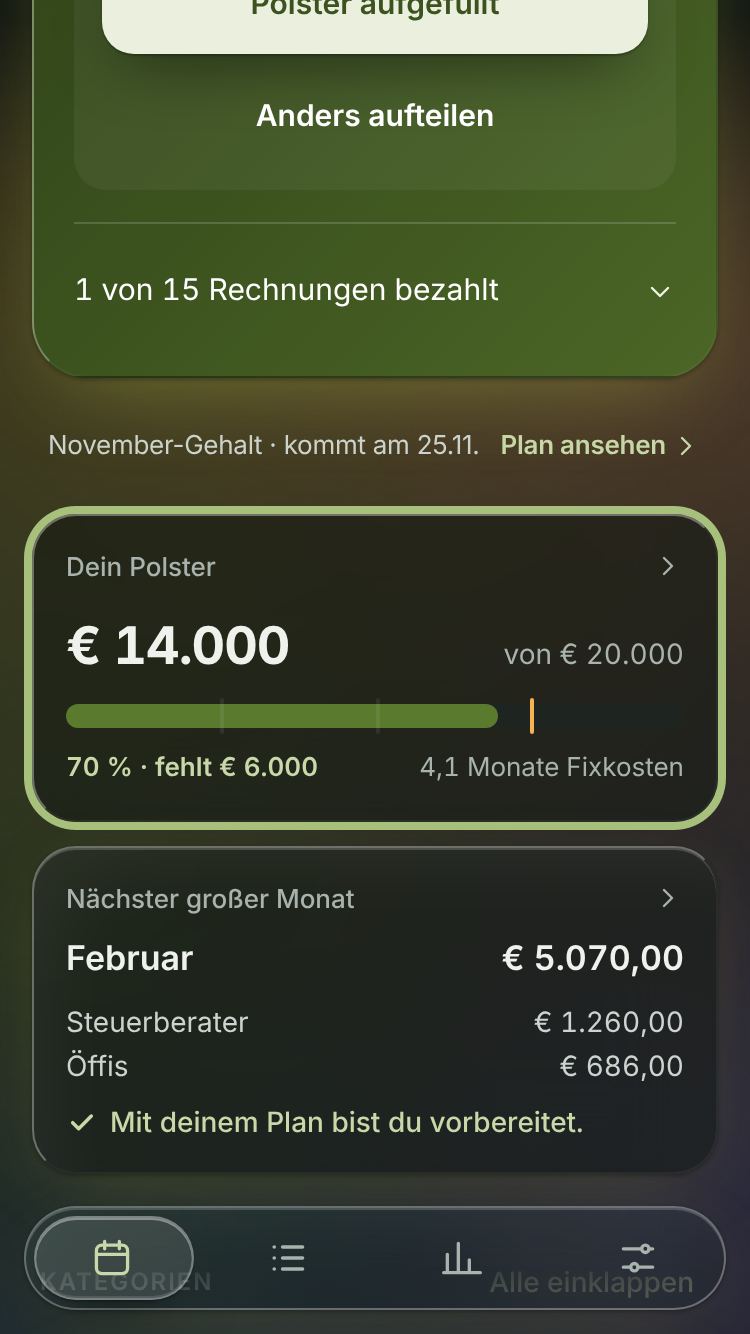 Polster aufgefüllt
Anders aufteilen
1 von 15 Rechnungen bezahlt
November-Gehalt · kommt am 25.11. Plan ansehen
Dein Polster
€ 14.000 von € 20.000
70 % · fehlt € 6.000 4,1 Monate Fixkosten
Nächster großer Monat
Februar € 5.070,00
Steuerberater € 1.260,00
Öffis € 686,00
Mit deinem Plan bist du vorbereitet.
KATEGORIEN Alle einklappen